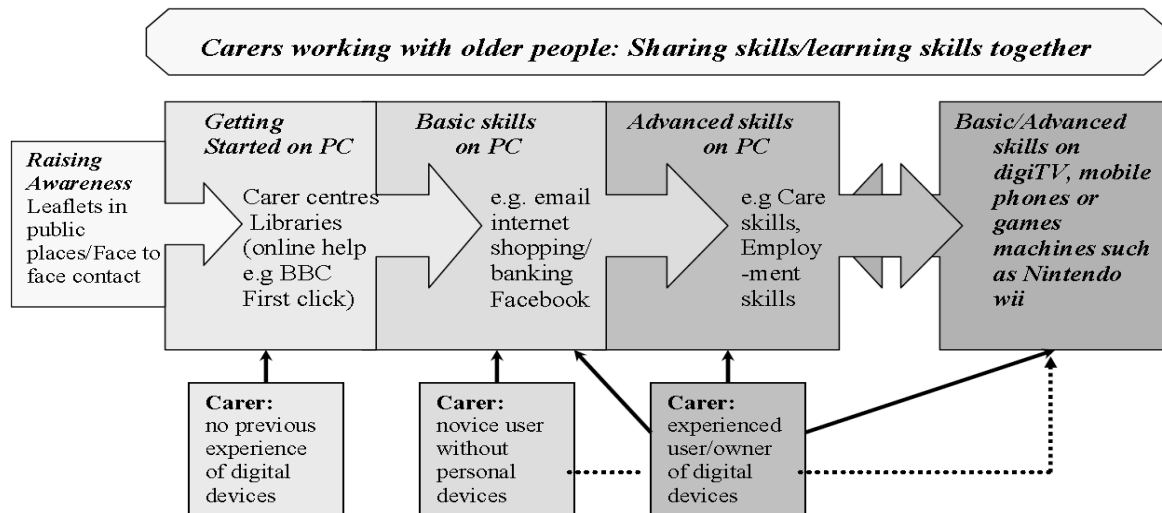 Carers working with older people: Sharing skills/learning skills together
Raising
Awareness
Leaflets in
public
places/Face to
face contact
Getting
Started on PC
Carer centres
Libraries
(online help
e.g BBC
First click)
Basic skills
on PC
e.g. email
internet
shopping/
banking
Facebook
Advanced skills
on PC
e.g Care
skills,
Employ
-ment
skills
Basic/Advanced
skills on
digiTV, mobile
phones or
games
machines such
as Nintendo
wii
Carer:
no previous
experience
of digital
devices
Carer:
novice user
without
personal
devices
Carer:
experienced
user/owner
of digital
devices